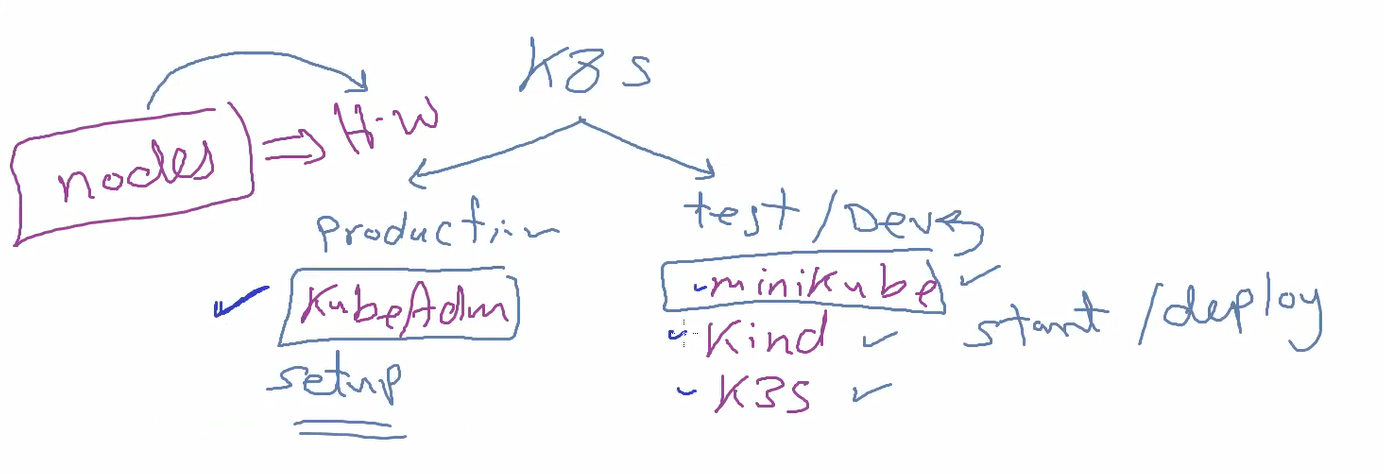 K8s
nodes ⇒ H-W
Production
test/Dev
KubeAdm
setup
minikube
Kind
K3s
start/deploy